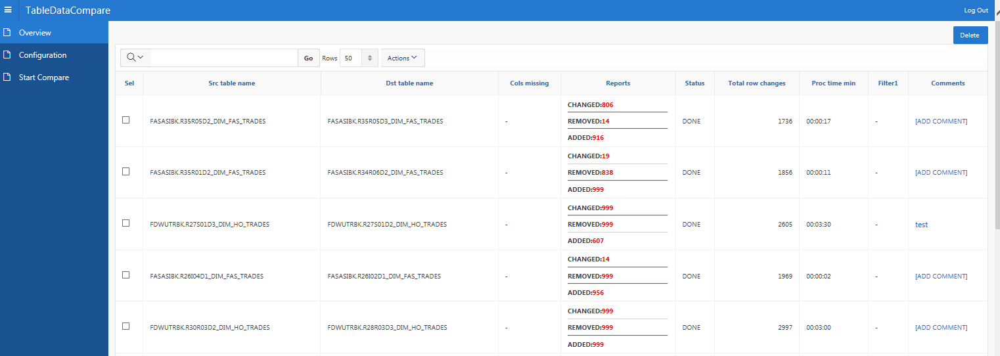 TableDataCompare
Log Out
Overview
Configuration
Start Compare
Delete
Go Rows 50 Actions
Sel Src table name Dst table name Cols missing Reports Status Total row changes Proc time min Filter1 Comments
CHANGED:806
FASASIBK.R35R05D2_DIM_FAS_TRADES FASASIBK.R35R05D3_DIM_FAS_TRADES - REMOVED:14 DONE 1736 00:00:17 - [ADD COMMENT]
ADDED:916
CHANGED:19
FASASIBK.R35R01D2_DIM_FAS_TRADES FASASIBK.R34R06D2_DIM_FAS_TRADES - REMOVED:838 DONE 1856 00:00:11 - [ADD COMMENT]
ADDED:999
CHANGED:999
FDWUTRBK.R27S01D3_DIM_HO_TRADES FDWUTRBK.R27S01D2_DIM_HO_TRADES - REMOVED:999 DONE 2605 00:03:30 - test
ADDED:607
CHANGED:14
FASASIBK.R26I04D1_DIM_FAS_TRADES FASASIBK.R26I02D1_DIM_FAS_TRADES - REMOVED:999 DONE 1969 00:00:02 - [ADD COMMENT]
ADDED:956
CHANGED:999
FDWUTRBK.R30R03D2_DIM_HO_TRADES FDWUTRBK.R28R03D3_DIM_HO_TRADES - REMOVED:999 DONE 2997 00:03:00 - [ADD COMMENT]
ADDED:999